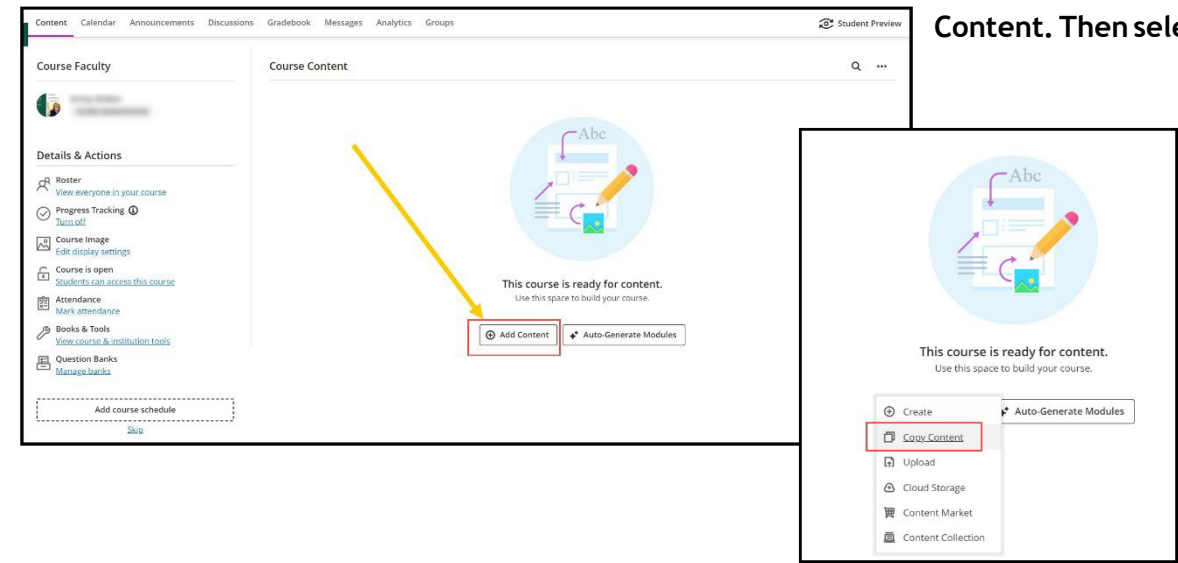 Content. Then sele
Content Calendar Announcements Discussions Gradebook Messages Analytics Groups Student Preview
Course Faculty
Details & Actions
Roster
View everyone in your course
Progress Tracking
Turn off
Course Image
Edit display settings
Course is open
Students can access this course
Attendance
Mark attendance
Books & Tools
View course & institution tools
Question Banks
Manage banks
Add course schedule
Skip
Course Content
Abc
This course is ready for content.
Use this space to build your course.
Add Content Auto-Generate Modules
Abc
This course is ready for content.
Use this space to build your course.
Auto-Generate Modules
Create
Copy Content
Upload
Cloud Storage
Content Market
Content Collection